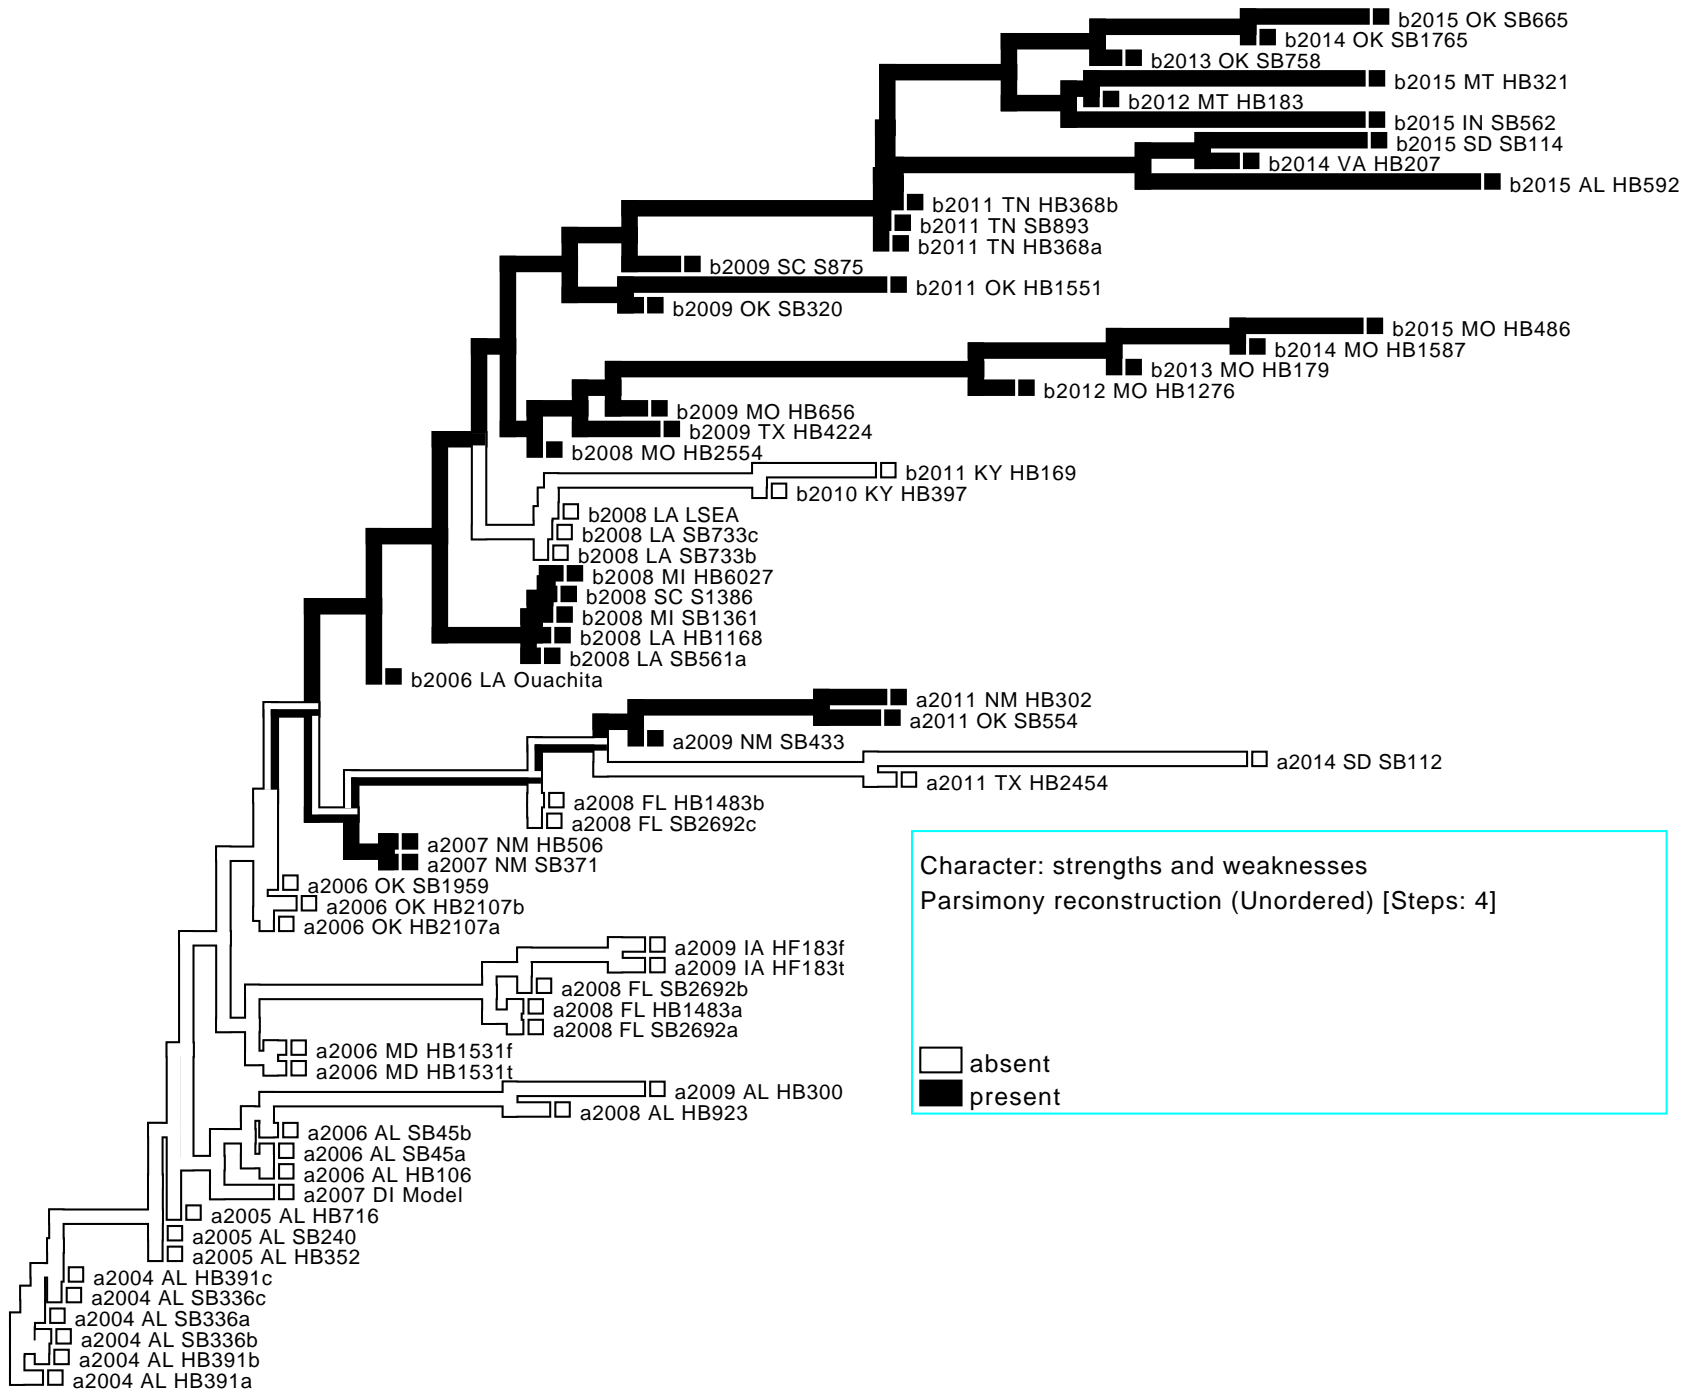 b2015 OK SB665
b2014 OK SB1765
b2013 OK SB758
b2015 MT HB321
b2012 MT HB183
b2015 IN SB562
b2015 SD SB114
b2014 VA HB207
b2015 AL HB592
b2011 TN HB368b
b2011 TN SB893
b2011 TN HB368a
b2009 SC S875
b2011 OK HB1551
b2009 OK SB320
b2015 MO HB486
b2014 MO HB1587
b2013 MO HB179
b2012 MO HB1276
b2009 MO HB656
b2009 TX HB4224
b2008 MO HB2554
b2011 KY HB169
b2010 KY HB397
b2008 LA LSEA
b2008 LA SB733c
b2008 LA SB733b
b2008 MI HB6027
b2008 SC S1386
b2008 MI SB1361
b2008 LA HB1168
b2008 LA SB561a
b2006 LA Ouachita
a2011 NM HB302
a2011 OK SB554
a2009 NM SB433
a2014 SD SB112
a2011 TX HB2454
a2008 FL HB1483b
a2008 FL SB2692c
a2007 NM HB506
a2007 NM SB371
a2006 OK SB1959
a2006 OK HB2107b
a2006 OK HB2107a
a2009 IA HF183f
a2009 IA HF183t
a2008 FL SB2692b
a2008 FL HB1483a
a2008 FL SB2692a
a2006 MD HB1531f
a2006 MD HB1531t
a2009 AL HB300
a2008 AL HB923
a2006 AL SB45b
a2006 AL SB45a
a2006 AL HB106
a2007 DI Model
a2005 AL HB716
a2005 AL SB240
a2005 AL HB352
a2004 AL HB391c
a2004 AL SB336c
a2004 AL SB336a
a2004 AL SB336b
a2004 AL HB391b
a2004 AL HB391a
Character: strengths and weaknesses
Parsimony reconstruction (Unordered) [Steps: 4]
absent
present